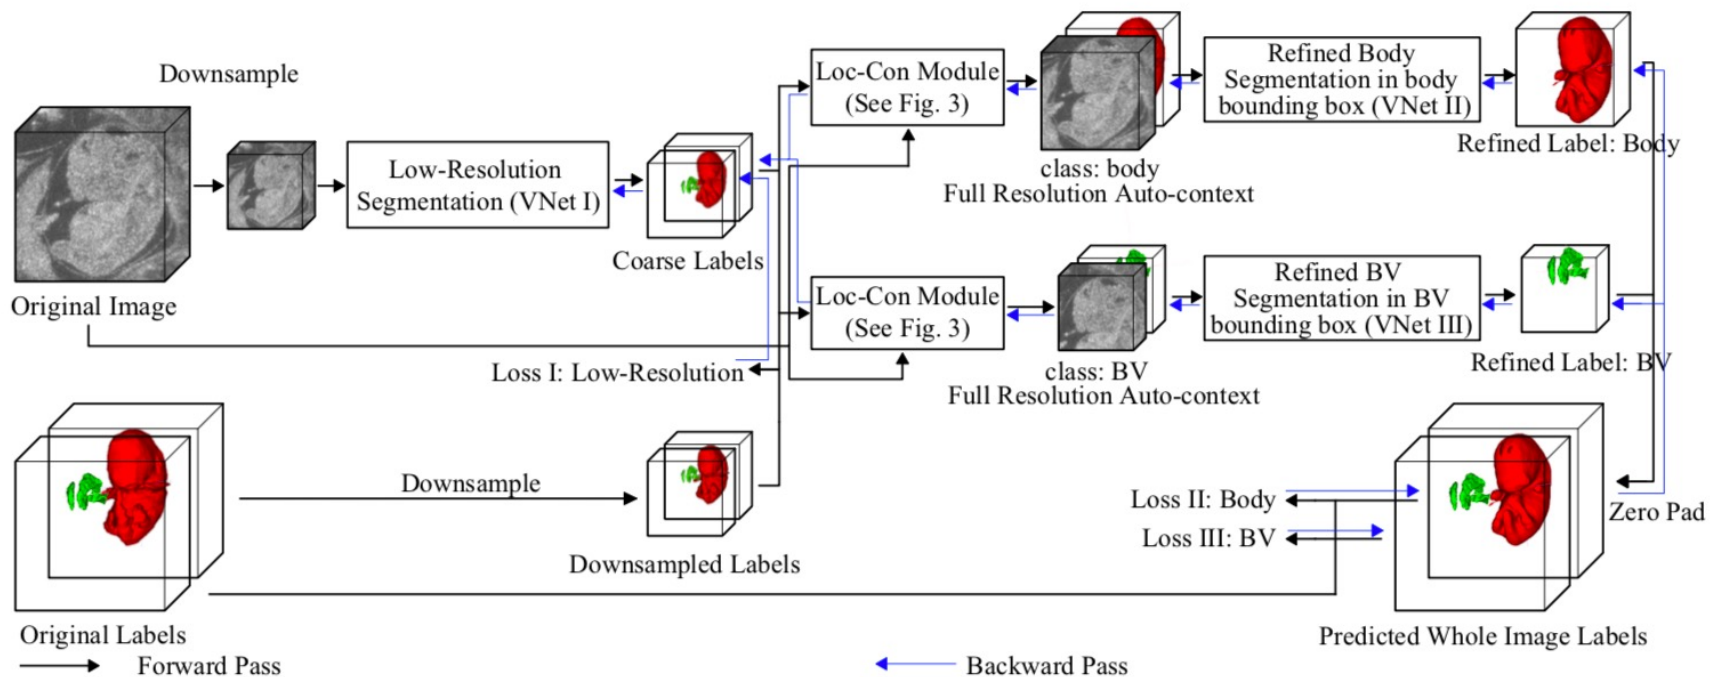 Downsample
Original Image
Low-Resolution
Segmentation (VNet I)
Coarse Labels
Loc-Con Module
(See Fig. 3)
class: body
Full Resolution Auto-context
Refined Body
Segmentation in body
bounding box (VNet II)
Refined Label: Body
Loc-Con Module
(See Fig. 3)
class: BV
Full Resolution Auto-context
Refined BV
Segmentation in BV
bounding box (VNet III)
Refined Label: BV
Loss I: Low-Resolution
Original Labels
Downsample
Downsampled Labels
Loss II: Body
Loss III: BV
Zero Pad
Predicted Whole Image Labels
Forward Pass
Backward Pass